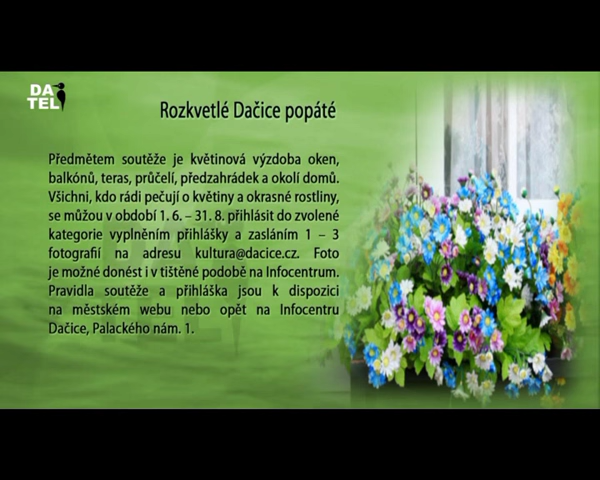 DA
TEL
Rozkvetlé Dačice popáté
Předmětem soutěže je květinová výzdoba oken,
balkónů, teras, průčelí, předzahrádek a okolí domů.
Všichni, kdo rádi pečují o květiny a okrasné rostliny,
se můžou v období 1. 6. – 31. 8. přihlásit do zvolené
kategorie vyplněním přihlášky a zasláním 1 – 3
fotografií na adresu kultura@dacice.cz. Foto
je možné donést i v tištěné podobě na Infocentrum.
Pravidla soutěže a přihláška jsou k dispozici
na městském webu nebo opět na Infocentru
Dačice, Palackého nám. 1.